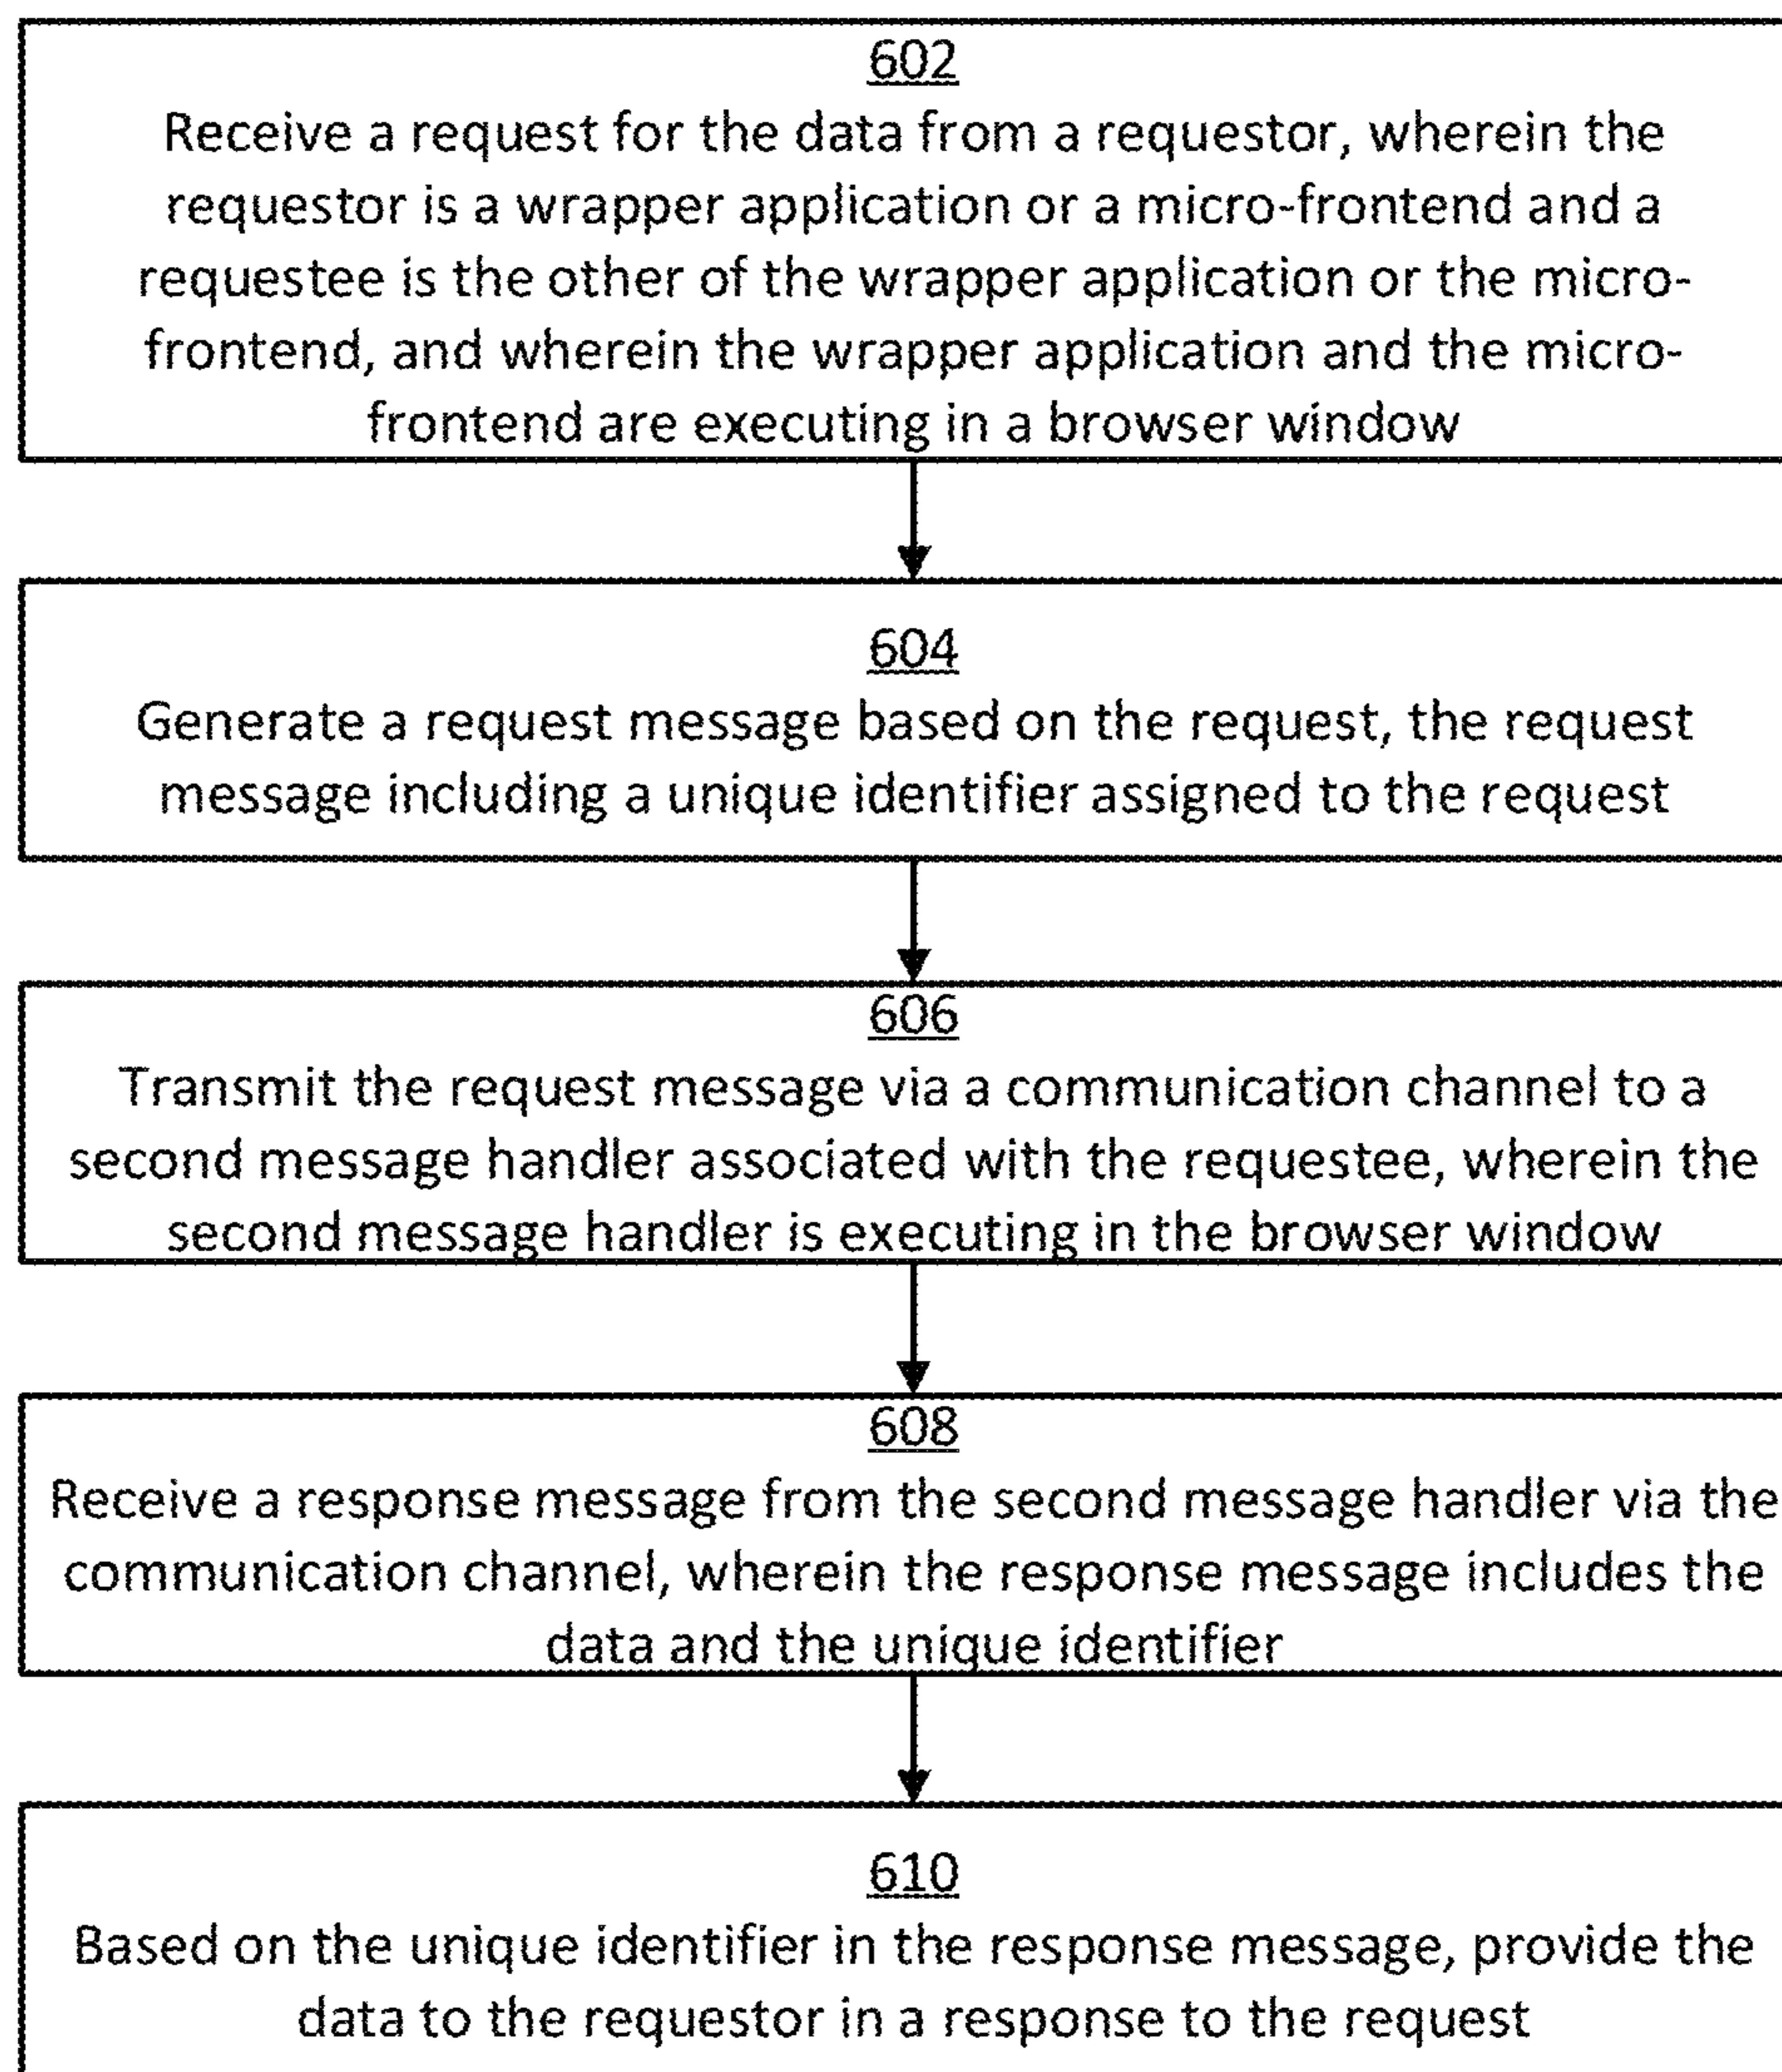 602
Receive a request for the data from a requestor, wherein the
requestor is a wrapper application or a micro-frontend and a
requestee is the other of the wrapper application or the micro-
frontend, and wherein the wrapper application and the micro-
frontend are executing in a browser window
604
Generate a request message based on the request, the request
message including a unique identifier assigned to the request
606
Transmit the request message via a communication channel to a
second message handler associated with the requestee, wherein the
second message handler is executing in the browser window
608
Receive a response message from the second message handler via the
communication channel, wherein the response message includes the
data and the unique identifier
610
Based on the unique identifier in the response message, provide the
data to the requestor in a response to the request